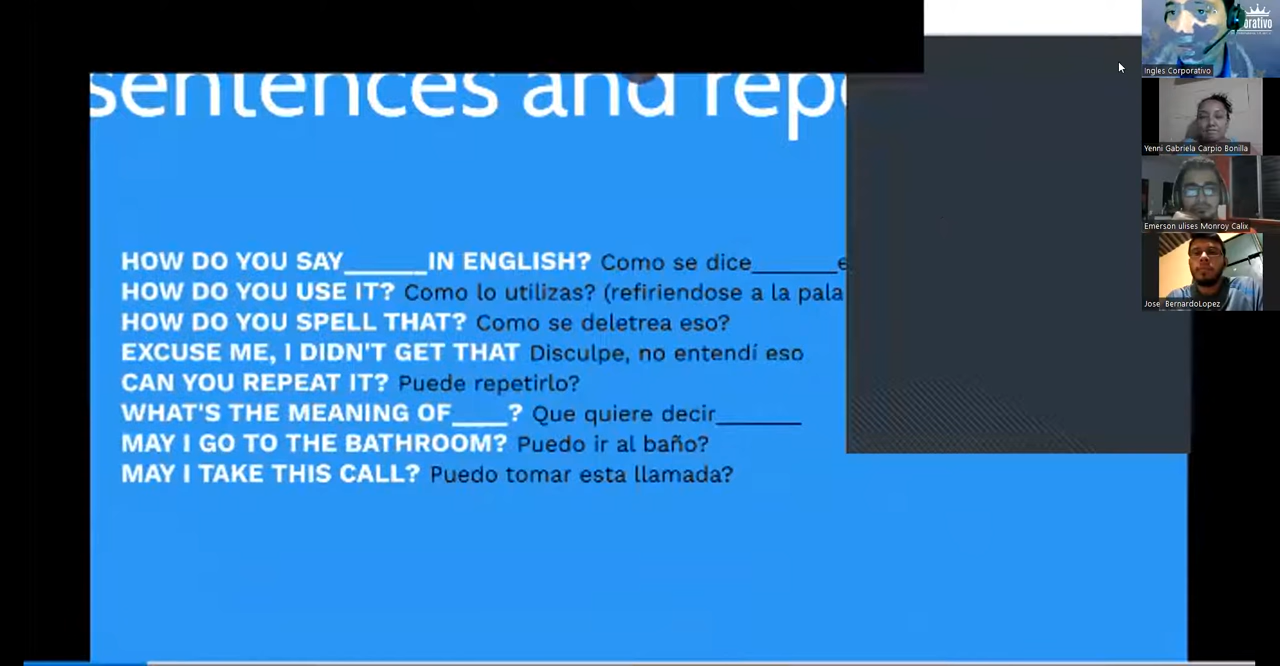 sentences and rep
HOW DO YOU SAY______IN ENGLISH? Como se dice_______e
HOW DO YOU USE IT? Como lo utilizas? (refiriendose a la pala
HOW DO YOU SPELL THAT? Como se deletrea eso?
EXCUSE ME, I DIDN'T GET THAT Disculpe, no entendí eso
CAN YOU REPEAT IT? Puede repetirlo?
WHAT'S THE MEANING OF____? Que quiere decir_______
MAY I GO TO THE BATHROOM? Puedo ir al baño?
MAY I TAKE THIS CALL? Puedo tomar esta llamada?
orativo
Ingles Corporativo
Yenni Gabriela Carpio Bonilla
Emerson ulises Monroy Calix
Jose BernardoLopez